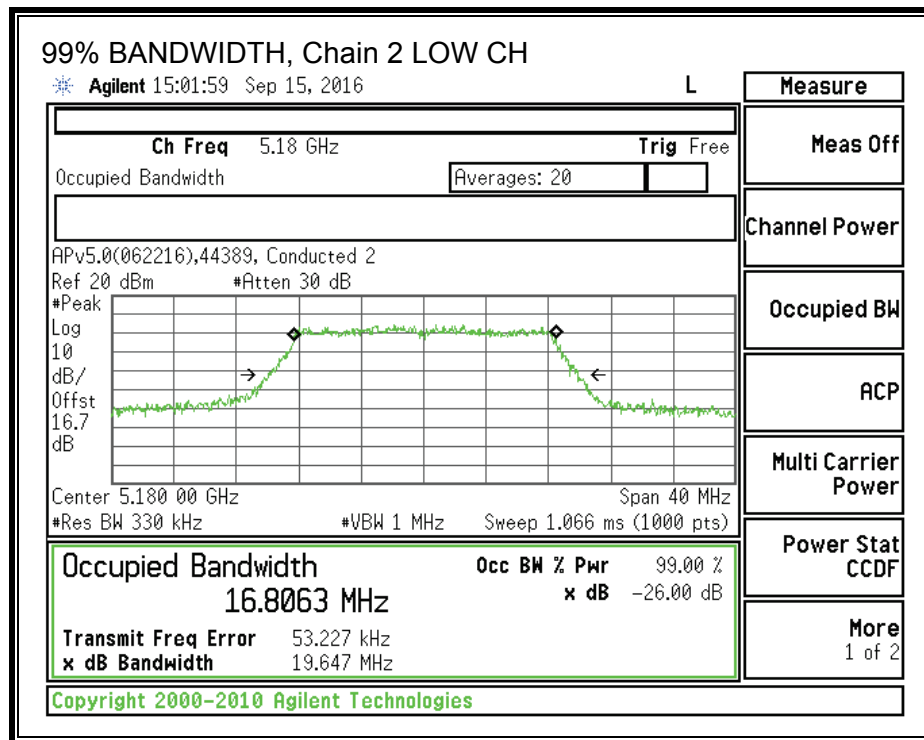 99% BANDWIDTH, Chain 2 LOW CH
Agilent 15:01:59 Sep 15, 2016 L
Measure
Ch Freq 5.18 GHz Trig Free
Meas Off
Occupied Bandwidth Averages: 20
Channel Power
APv5.0(062216),44389, Conducted 2
Ref 20 dBm #Atten 30 dB
#Peak
Log
10
dB/
Offst
16.7
dB
Occupied BW
ACP
Multi Carrier
Power
Center 5.180 00 GHz Span 40 MHz
#Res BW 330 kHz #VBW 1 MHz Sweep 1.066 ms (1000 pts)
Power Stat
CCDF
Occupied Bandwidth
16.8063 MHz
Occ BW % Pwr 99.00 %
x dB -26.00 dB
Transmit Freq Error 53.227 kHz
x dB Bandwidth 19.647 MHz
More
1 of 2
Copyright 2000-2010 Agilent Technologies